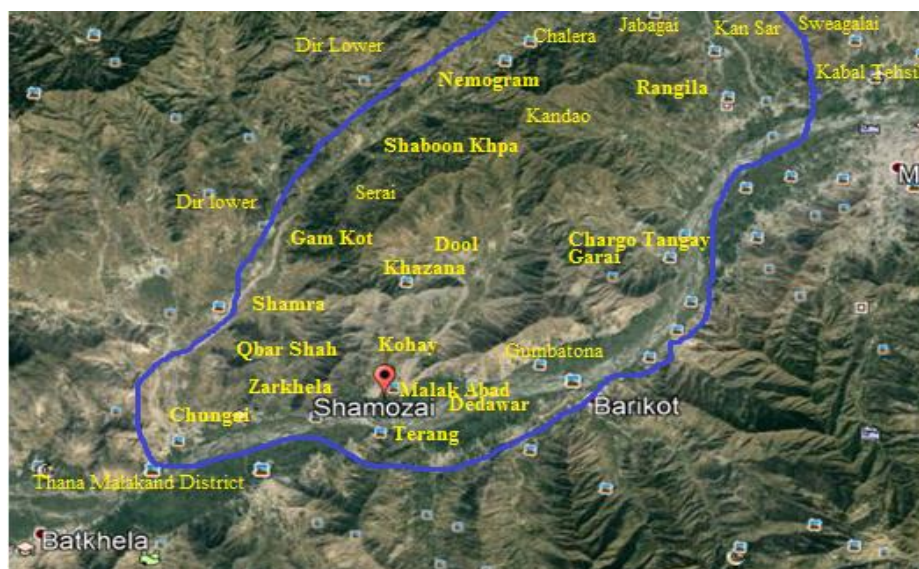 Jabagai
Kan Sar
Sweagalai
Chalera
Dir Lower
Nemogram
Kabal Tehsi
Rangila
Kandao
Shaboon Khpa
M
Serai
Dir lower
Gam Kot
Dool
Chargo Tangay
Garai
Khazana
Shamra
Kohay
Qbar Shah
Gumbatona
Zarkhela
Malak Abad
Shamozai
Dedawar
Barikot
Chungai
Terang
Thana Malakand District
Batkhela